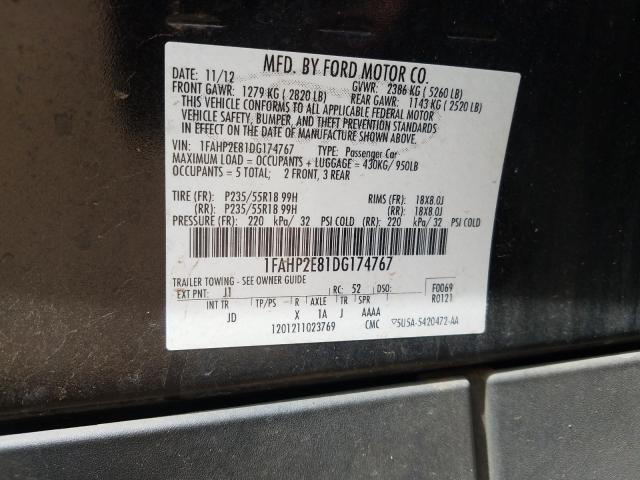 MFD. BY FORD MOTOR CO.
DATE: 11/12 GVWR: 2386 KG ( 5260 LB)
FRONT GAWR: 1279 KG ( 2820 LB) REAR GAWR: 1143 KG ( 2520 LB)
THIS VEHICLE CONFORMS TO ALL APPLICABLE FEDERAL MOTOR
VEHICLE SAFETY, BUMPER, AND THEFT PREVENTION STANDARDS
IN EFFECT ON THE DATE OF MANUFACTURE SHOWN ABOVE.
VIN: 1FAHP2E81DG174767 TYPE: Passenger Car
MAXIMUM LOAD = OCCUPANTS + LUGGAGE = 430KG/ 950LB
OCCUPANTS = 5 TOTAL; 2 FRONT, 3 REAR
TIRE (FR): P235/55R18 99H RIMS (FR): 18X8.0J
(RR): P235/55R18 99H (RR): 18X8.0J
PRESSURE (FR): 220 kPa/ 32 PSI COLD (RR): 220 kPa/ 32 PSI COLD
1FAHP2E81DG174767
TRAILER TOWING - SEE OWNER GUIDE
EXT PNT: J1 RC: 52 DSO: F0069
INT TR TP/PS R AXLE TR SPR R0121
JD X 1A J AAAA
1201211023769 CMC ▽5U5A-5420472-AA